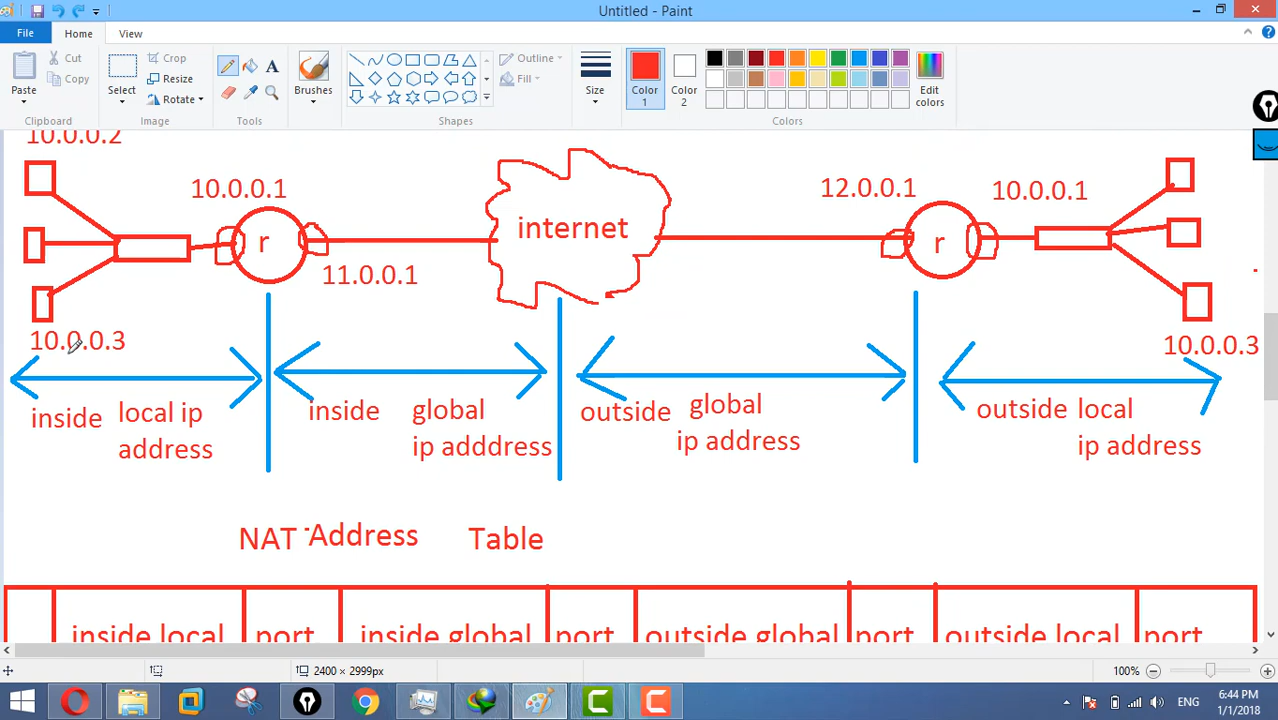 Untitled - Paint
File
Home
View
Paste
Cut
Copy
Clipboard
Select
Crop
Resize
Rotate
Image
Tools
Brushes
Shapes
Outline
Fill
Size
Color 1
Color 2
Edit colors
Colors
10.0.0.2
10.0.0.1
r
11.0.0.1
internet
12.0.0.1
r
10.0.0.1
10.0.0.3
10.0.0.3
inside local ip
address
inside global
ip adddress
outside global
ip address
outside local
ip address
NAT Address Table
inside local port inside global port outside global port outside local port
2400 × 2999px
100%
ENG
6:44 PM
1/1/2018